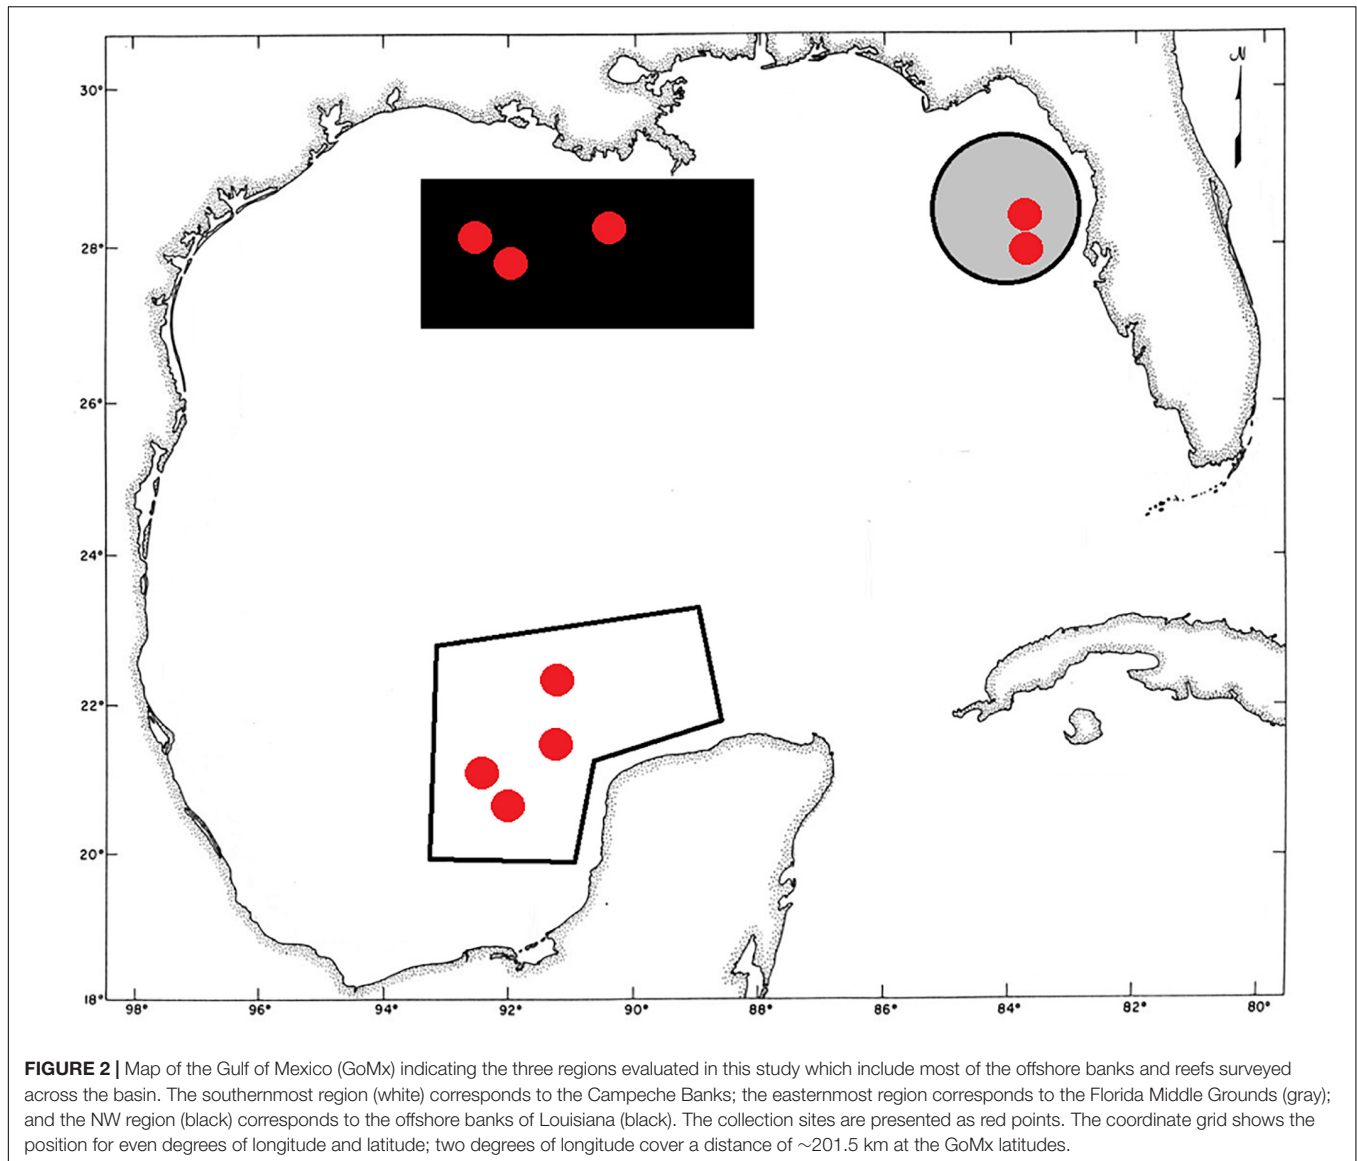 N
30°
28°
26°
24°
22°
20°
18°
98° 96° 94° 92° 90° 88° 86° 84° 82° 80°
FIGURE 2 | Map of the Gulf of Mexico (GoMx) indicating the three regions evaluated in this study which include most of the offshore banks and reefs surveyed
across the basin. The southernmost region (white) corresponds to the Campeche Banks; the easternmost region corresponds to the Florida Middle Grounds (gray);
and the NW region (black) corresponds to the offshore banks of Louisiana (black). The collection sites are presented as red points. The coordinate grid shows the
position for even degrees of longitude and latitude; two degrees of longitude cover a distance of ~201.5 km at the GoMx latitudes.